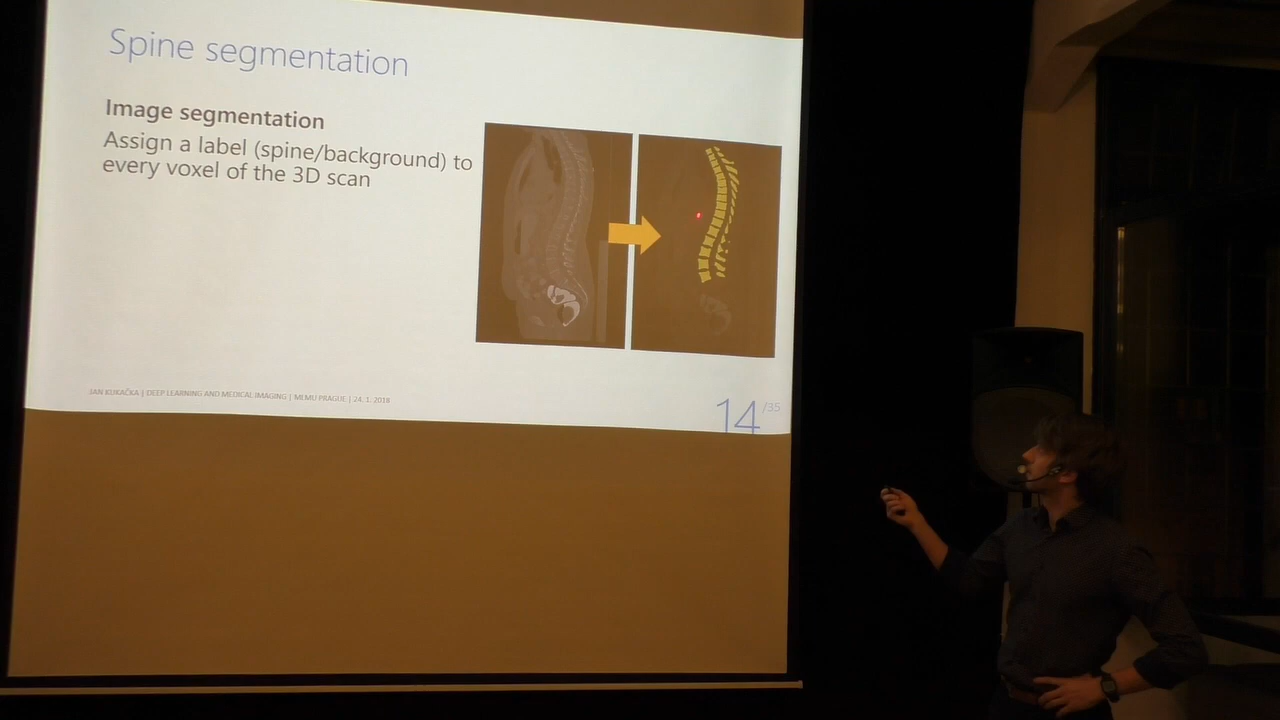 Spine segmentation
Image segmentation
Assign a label (spine/background) to
every voxel of the 3D scan
JAN KUKAČKA | DEEP LEARNING AND MEDICAL IMAGING | MLMU PRAGUE | 24. 1. 2018
14/35